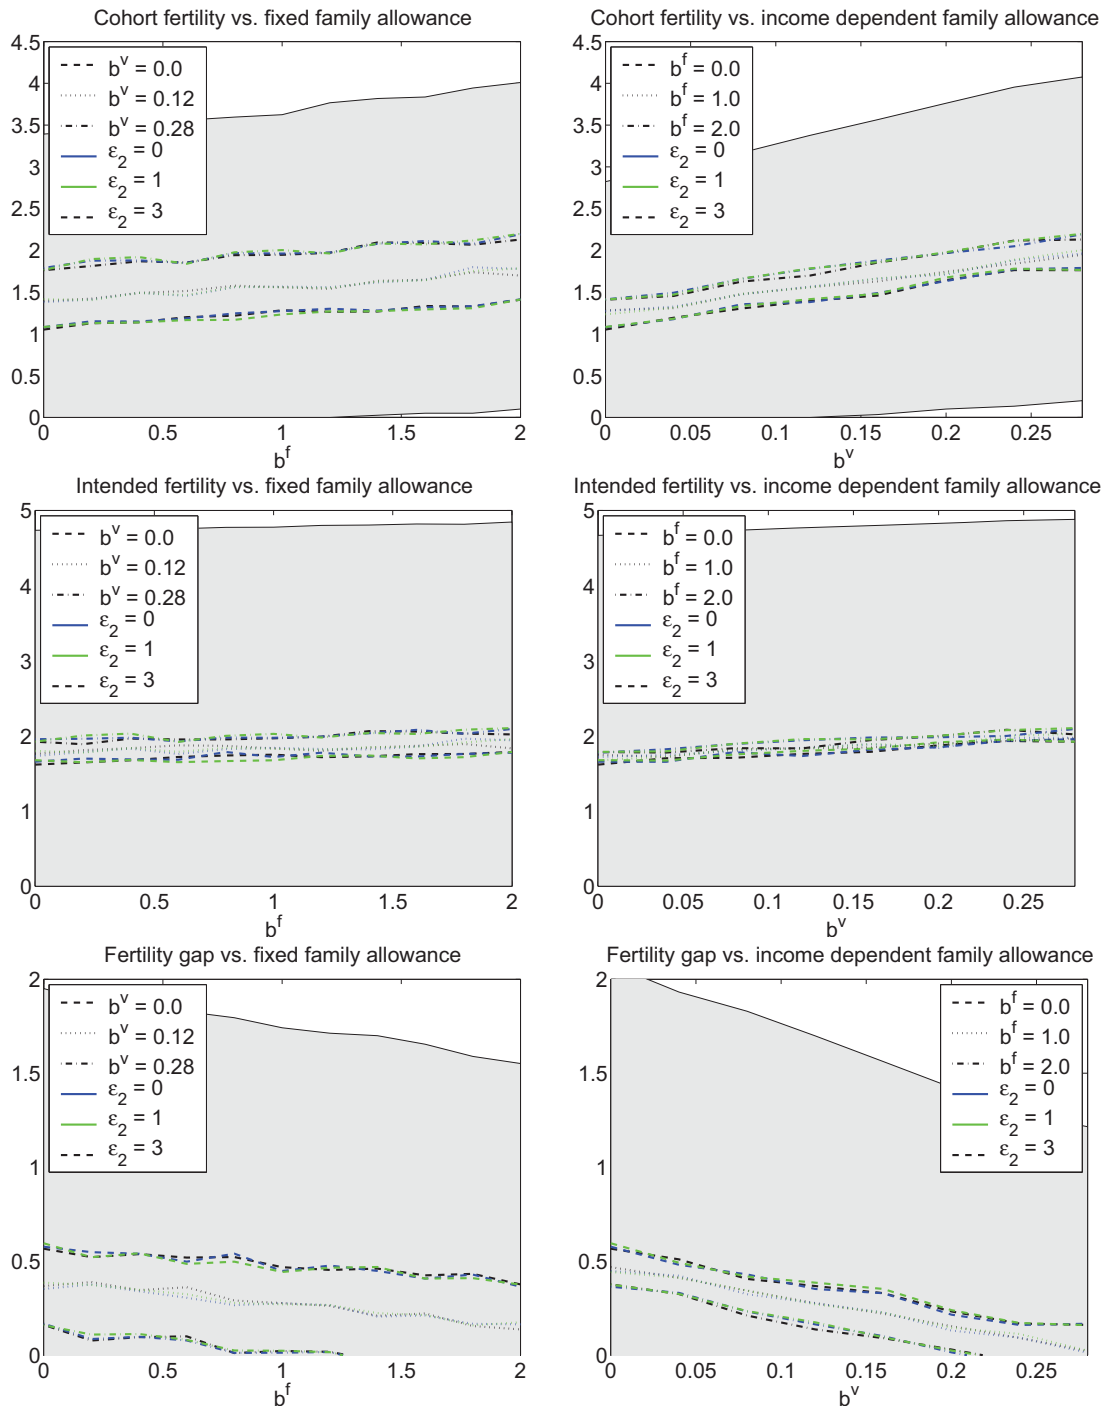 Cohort fertility vs. fixed family allowance
4.5
4
3.5
3
2.5
2
1.5
1
0.5
0
b^v = 0.0
b^v = 0.12
b^v = 0.28
ε_2 = 0
ε_2 = 1
ε_2 = 3
0 0.5 1 1.5 2
b^f
Cohort fertility vs. income dependent family allowance
4.5
4
3.5
3
2.5
2
1.5
1
0.5
0
b^f = 0.0
b^f = 1.0
b^f = 2.0
ε_2 = 0
ε_2 = 1
ε_2 = 3
0 0.05 0.1 0.15 0.2 0.25
b^v
Intended fertility vs. fixed family allowance
5
4
3
2
1
0
b^v = 0.0
b^v = 0.12
b^v = 0.28
ε_2 = 0
ε_2 = 1
ε_2 = 3
0 0.5 1 1.5 2
b^f
Intended fertility vs. income dependent family allowance
5
4
3
2
1
0
b^f = 0.0
b^f = 1.0
b^f = 2.0
ε_2 = 0
ε_2 = 1
ε_2 = 3
0 0.05 0.1 0.15 0.2 0.25
b^v
Fertility gap vs. fixed family allowance
2
1.5
1
0.5
0
b^v = 0.0
b^v = 0.12
b^v = 0.28
ε_2 = 0
ε_2 = 1
ε_2 = 3
0 0.5 1 1.5 2
b^f
Fertility gap vs. income dependent family allowance
2
1.5
1
0.5
0
b^f = 0.0
b^f = 1.0
b^f = 2.0
ε_2 = 0
ε_2 = 1
ε_2 = 3
0 0.05 0.1 0.15 0.2 0.25
b^v